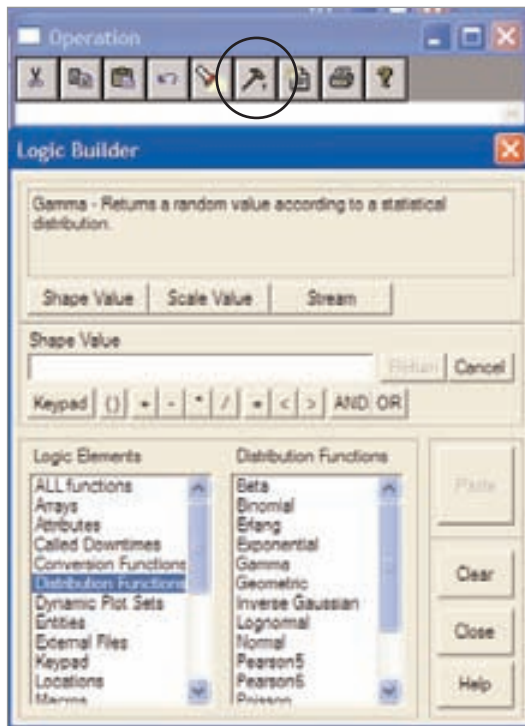 Operation
Logic Builder
Gamma - Returns a random value according to a statistical
distribution.
Shape Value Scale Value Stream
Shape Value
Return Cancel
Keypad () + - * / = < > AND OR
Logic Elements Distribution Functions
ALL functions Beta
Arrays Binomial
Attributes Erlang
Called Downtimes Exponential
Conversion Functions Gamma
Distribution Functions Geometric
Dynamic Plot Sets Inverse Gaussian
Entities Lognormal
External Files Normal
Keypad Pearson5
Locations Pearson6
Macros Poisson
Paste
Clear
Close
Help